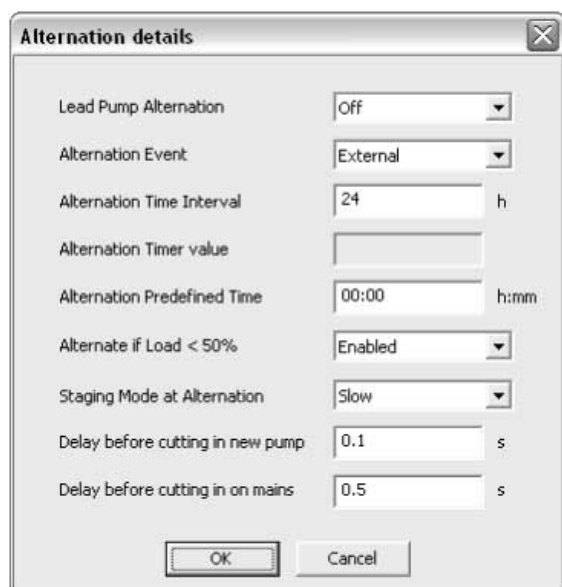 Alternation details
Lead Pump Alternation Off
Alternation Event External
Alternation Time Interval 24 h
Alternation Timer value
Alternation Predefined Time 00:00 h:mm
Alternate if Load < 50% Enabled
Staging Mode at Alternation Slow
Delay before cutting in new pump 0.1 s
Delay before cutting in on mains 0.5 s
OK Cancel